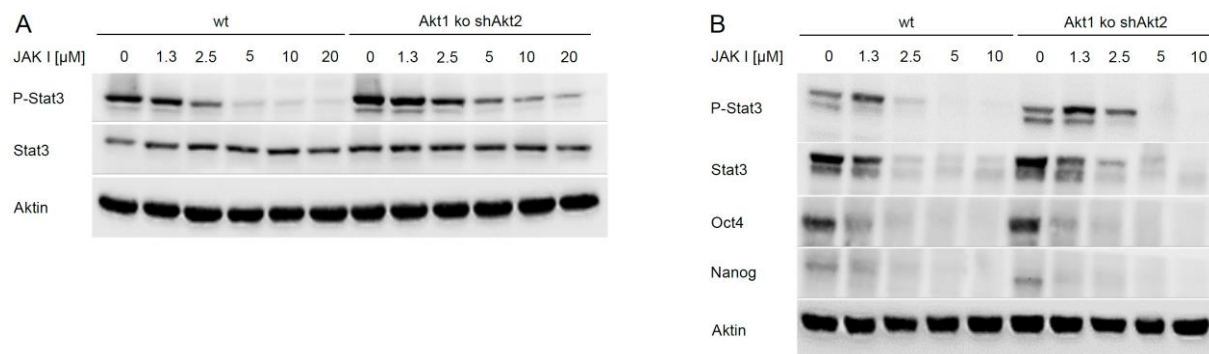 A
wt Akt1 ko shAkt2
JAK I [µM] 0 1.3 2.5 5 10 20 0 1.3 2.5 5 10 20
P-Stat3
Stat3
Aktin
B
wt Akt1 ko shAkt2
JAK I [µM] 0 1.3 2.5 5 10 0 1.3 2.5 5 10
P-Stat3
Stat3
Oct4
Nanog
Aktin